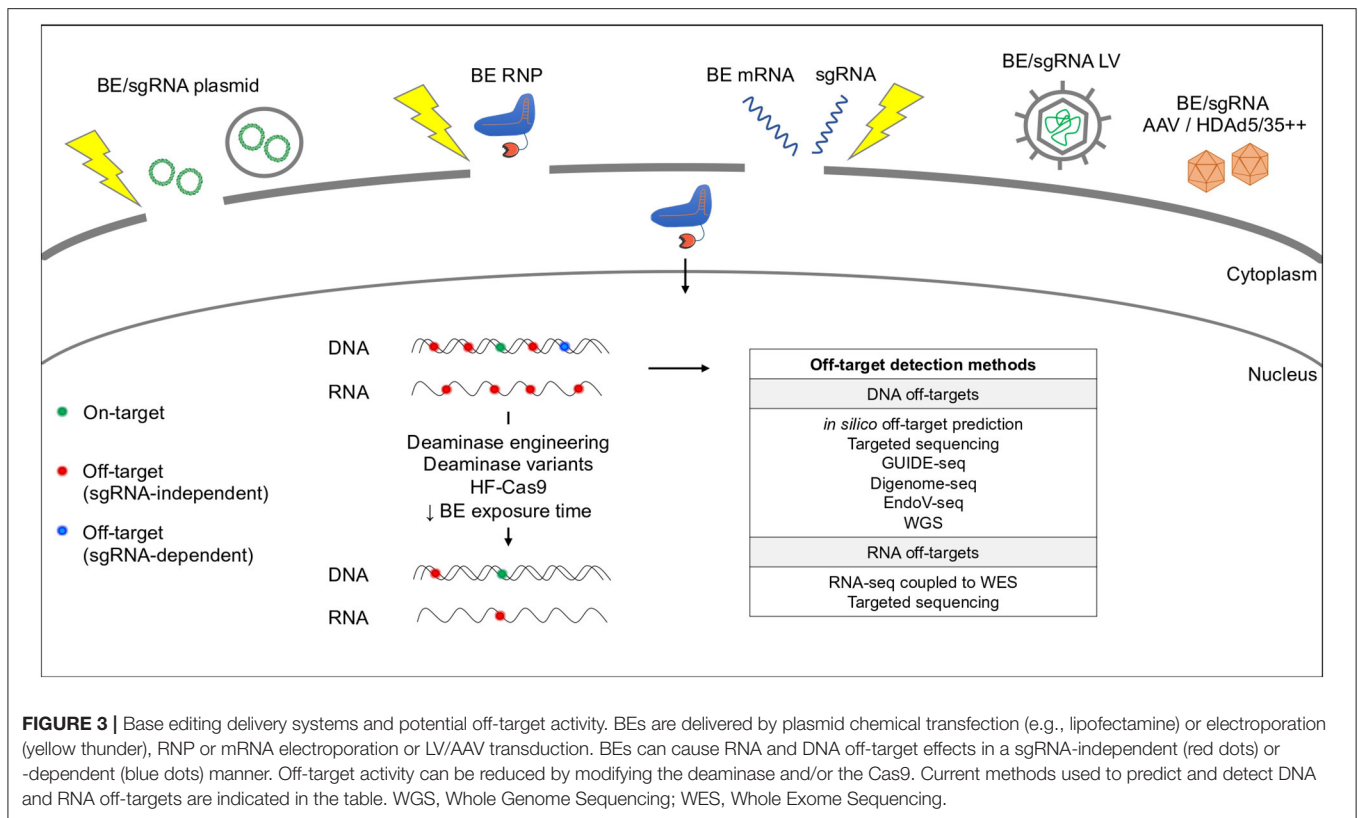 BE/sgRNA plasmid
BE RNP
BE mRNA
sgRNA
BE/sgRNA LV
BE/sgRNA
AAV / HDAd5/35++
Cytoplasm
Nucleus
DNA
RNA
On-target
Off-target
(sgRNA-independent)
Off-target
(sgRNA-dependent)
Deaminase engineering
Deaminase variants
HF-Cas9
↓ BE exposure time
DNA
RNA
Off-target detection methods
DNA off-targets
in silico off-target prediction
Targeted sequencing
GUIDE-seq
Digenome-seq
EndoV-seq
WGS
RNA off-targets
RNA-seq coupled to WES
Targeted sequencing
FIGURE 3 | Base editing delivery systems and potential off-target activity. BEs are delivered by plasmid chemical transfection (e.g., lipofectamine) or electroporation
(yellow thunder), RNP or mRNA electroporation or LV/AAV transduction. BEs can cause RNA and DNA off-target effects in a sgRNA-independent (red dots) or
-dependent (blue dots) manner. Off-target activity can be reduced by modifying the deaminase and/or the Cas9. Current methods used to predict and detect DNA
and RNA off-targets are indicated in the table. WGS, Whole Genome Sequencing; WES, Whole Exome Sequencing.